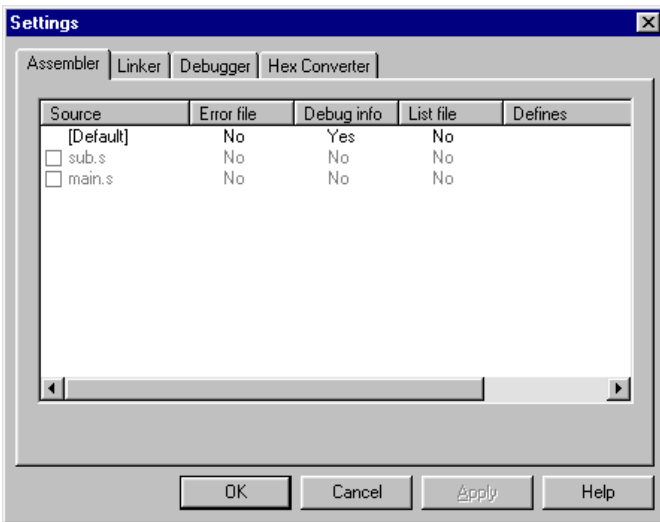 Settings
Assembler Linker Debugger Hex Converter
Source Error file Debug info List file Defines
[Default] No Yes No
sub.s No No No
main.s No No No
OK Cancel Apply Help